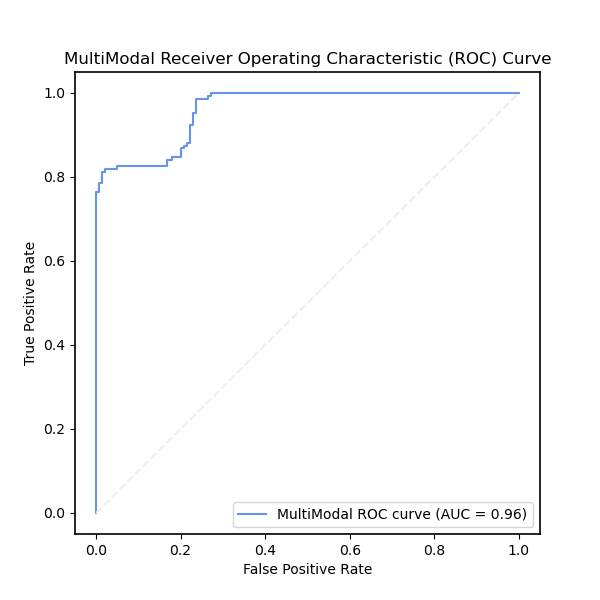 MultiModal Receiver Operating Characteristic (ROC) Curve
True Positive Rate
1.0
0.8
0.6
0.4
0.2
0.0
MultiModal ROC curve (AUC = 0.96)
0.0 0.2 0.4 0.6 0.8 1.0
False Positive Rate